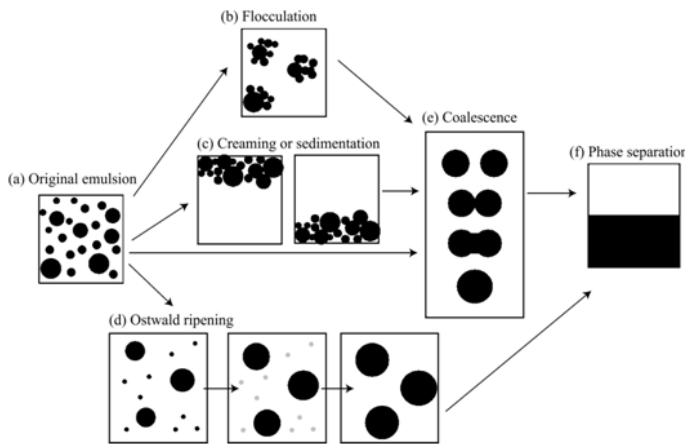 (b) Flocculation
(e) Coalescence
(c) Creaming or sedimentation
(f) Phase separation
(a) Original emulsion
(d) Ostwald ripening